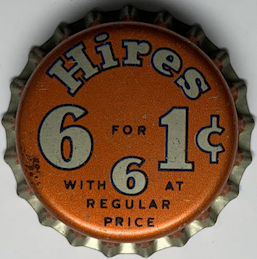 Hires
6 FOR 1¢
WITH 6 AT
REGULAR
PRICE